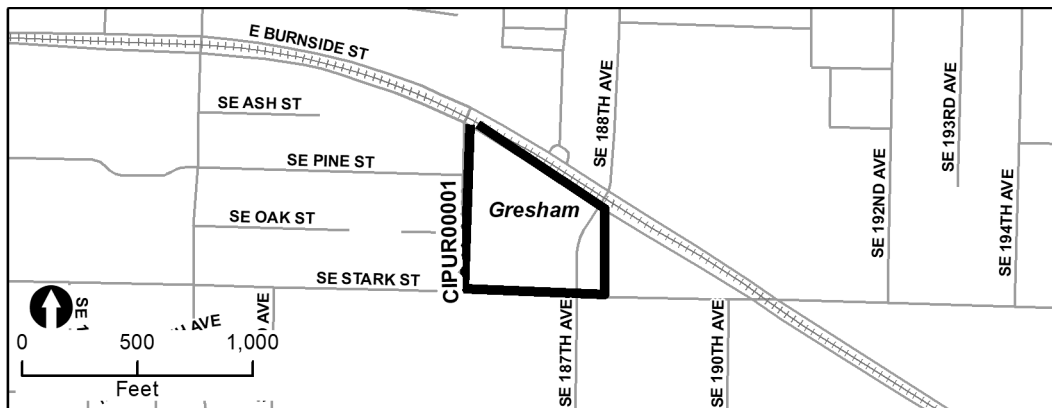 E BURNSIDE ST
SE ASH ST
SE PINE ST
SE OAK ST
SE STARK ST
CIPUR00001
Gresham
SE 188TH AVE
SE 192ND AVE
SE 193RD AVE
SE 194TH AVE
SE 187TH AVE
SE 190TH AVE
SE 1
AVE
AVE
0 500 1,000
Feet